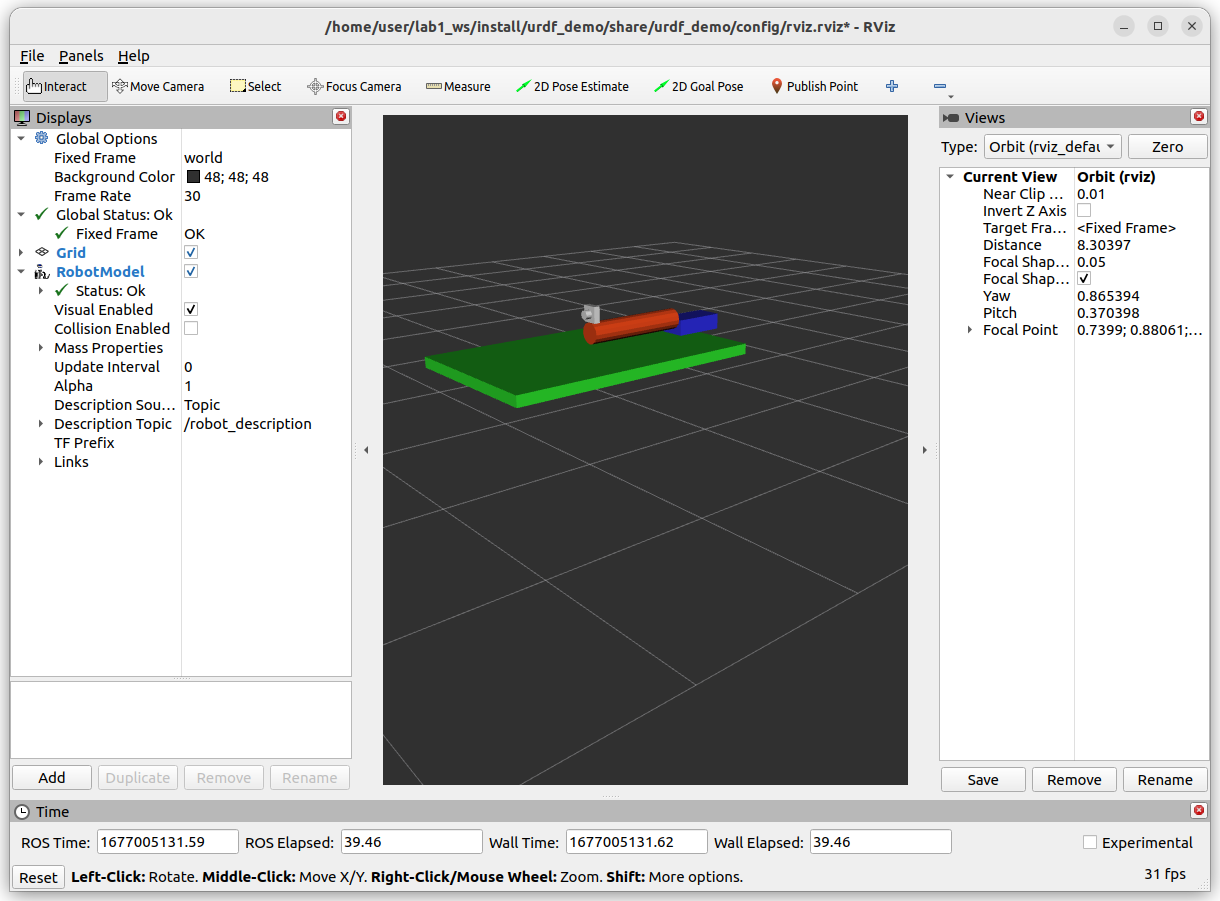 /home/user/lab1_ws/install/urdf_demo/share/urdf_demo/config/rviz.rviz* - RViz
File Panels Help
Interact Move Camera Select Focus Camera Measure 2D Pose Estimate 2D Goal Pose Publish Point
Displays
Global Options
Fixed Frame world
Background Color 48; 48; 48
Frame Rate 30
Global Status: Ok
Fixed Frame OK
Grid
RobotModel
Status: Ok
Visual Enabled
Collision Enabled
Mass Properties
Update Interval 0
Alpha 1
Description Sou... Topic
Description Topic /robot_description
TF Prefix
Links
Add Duplicate Remove Rename
Views
Type: Orbit (rviz_defau Zero
Current View Orbit (rviz)
Near Clip ... 0.01
Invert Z Axis
Target Fra... <Fixed Frame>
Distance 8.30397
Focal Shap... 0.05
Focal Shap...
Yaw 0.865394
Pitch 0.370398
Focal Point 0.7399; 0.88061;...
Save Remove Rename
Time
ROS Time: 1677005131.59 ROS Elapsed: 39.46 Wall Time: 1677005131.62 Wall Elapsed: 39.46 Experimental
Reset Left-Click: Rotate. Middle-Click: Move X/Y. Right-Click/Mouse Wheel: Zoom. Shift: More options. 31 fps